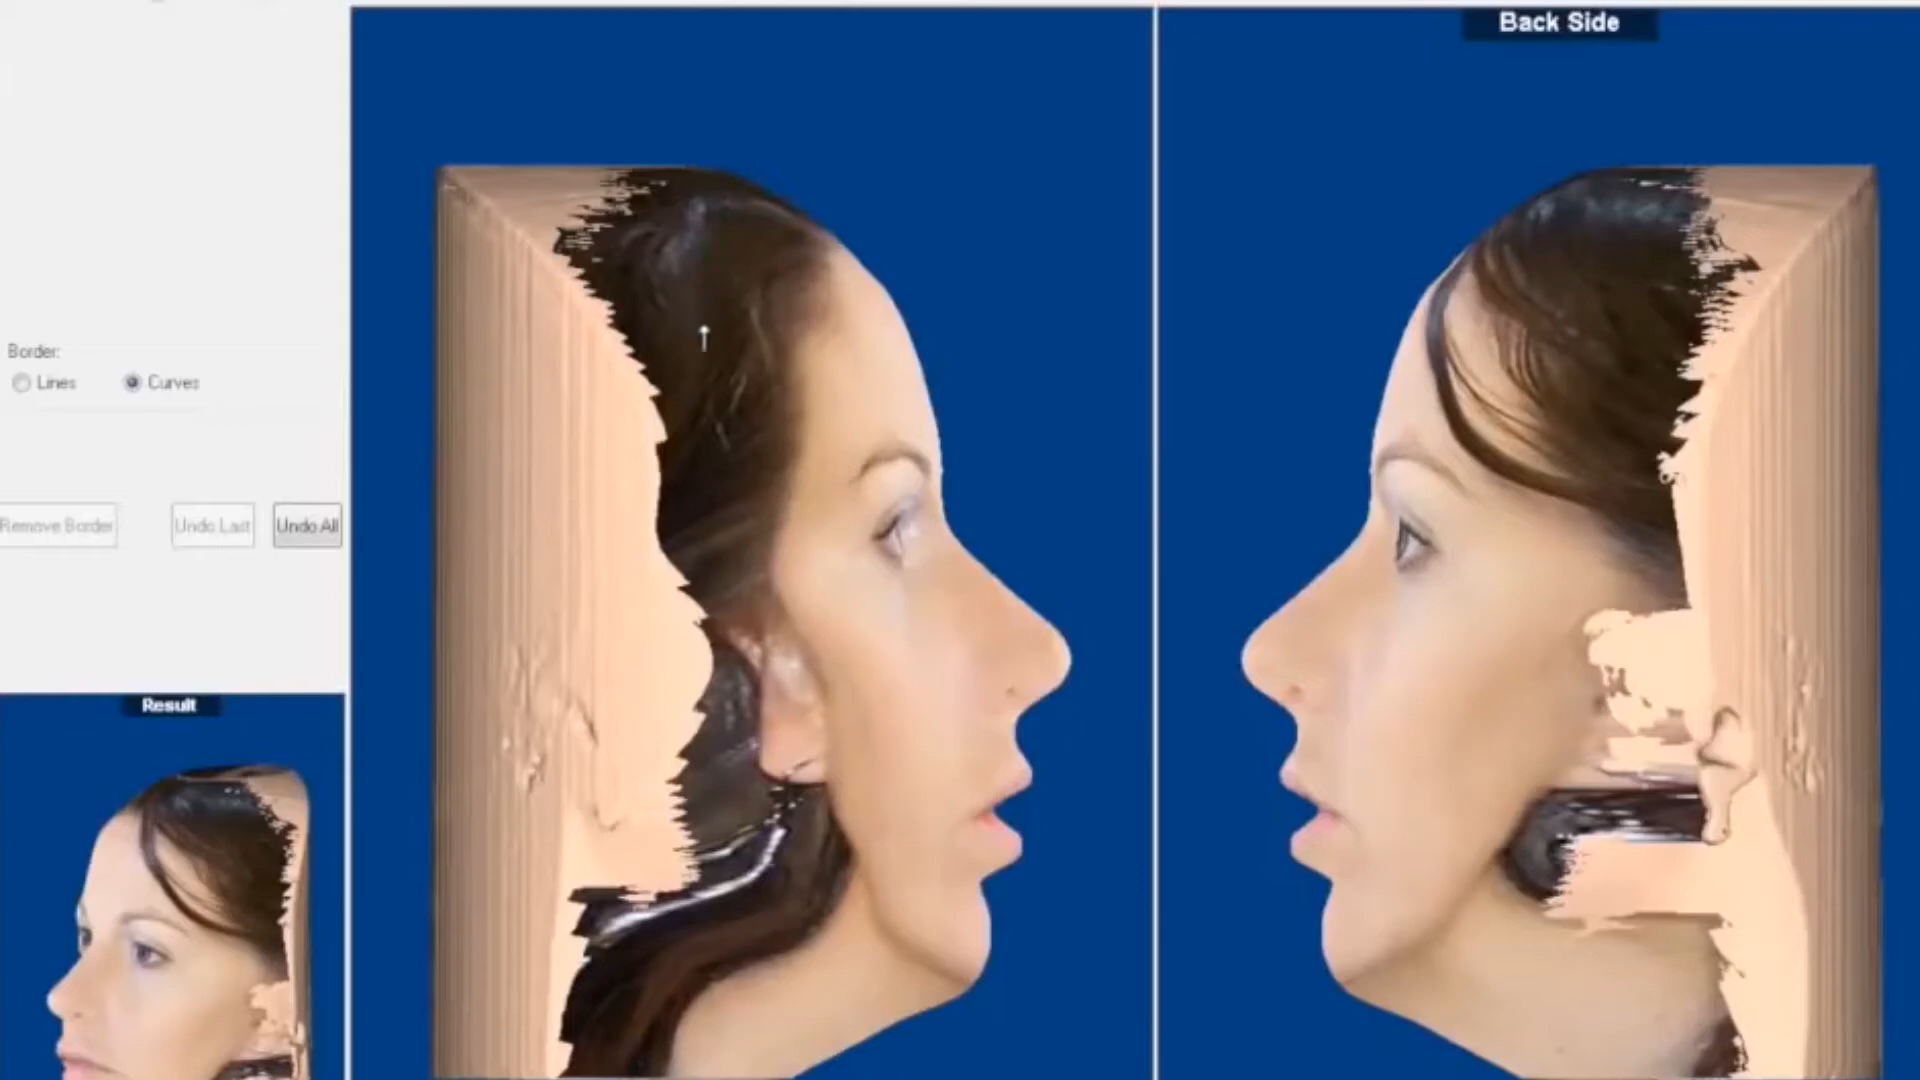 Back Side
Border:
Lines
Curves
Remove Border
Undo Last
Undo All
Result